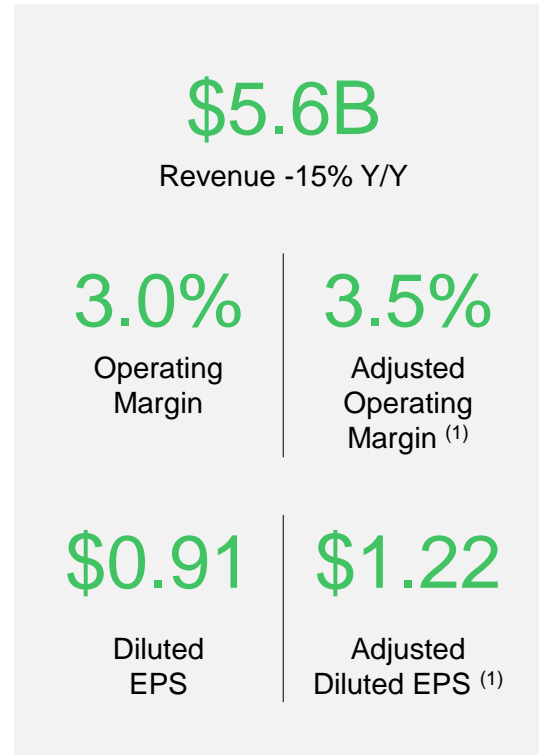 $5.6B
Revenue -15% Y/Y
3.0%
Operating
Margin
3.5%
Adjusted
Operating
Margin (1)
$0.91
Diluted
EPS
$1.22
Adjusted
Diluted EPS (1)